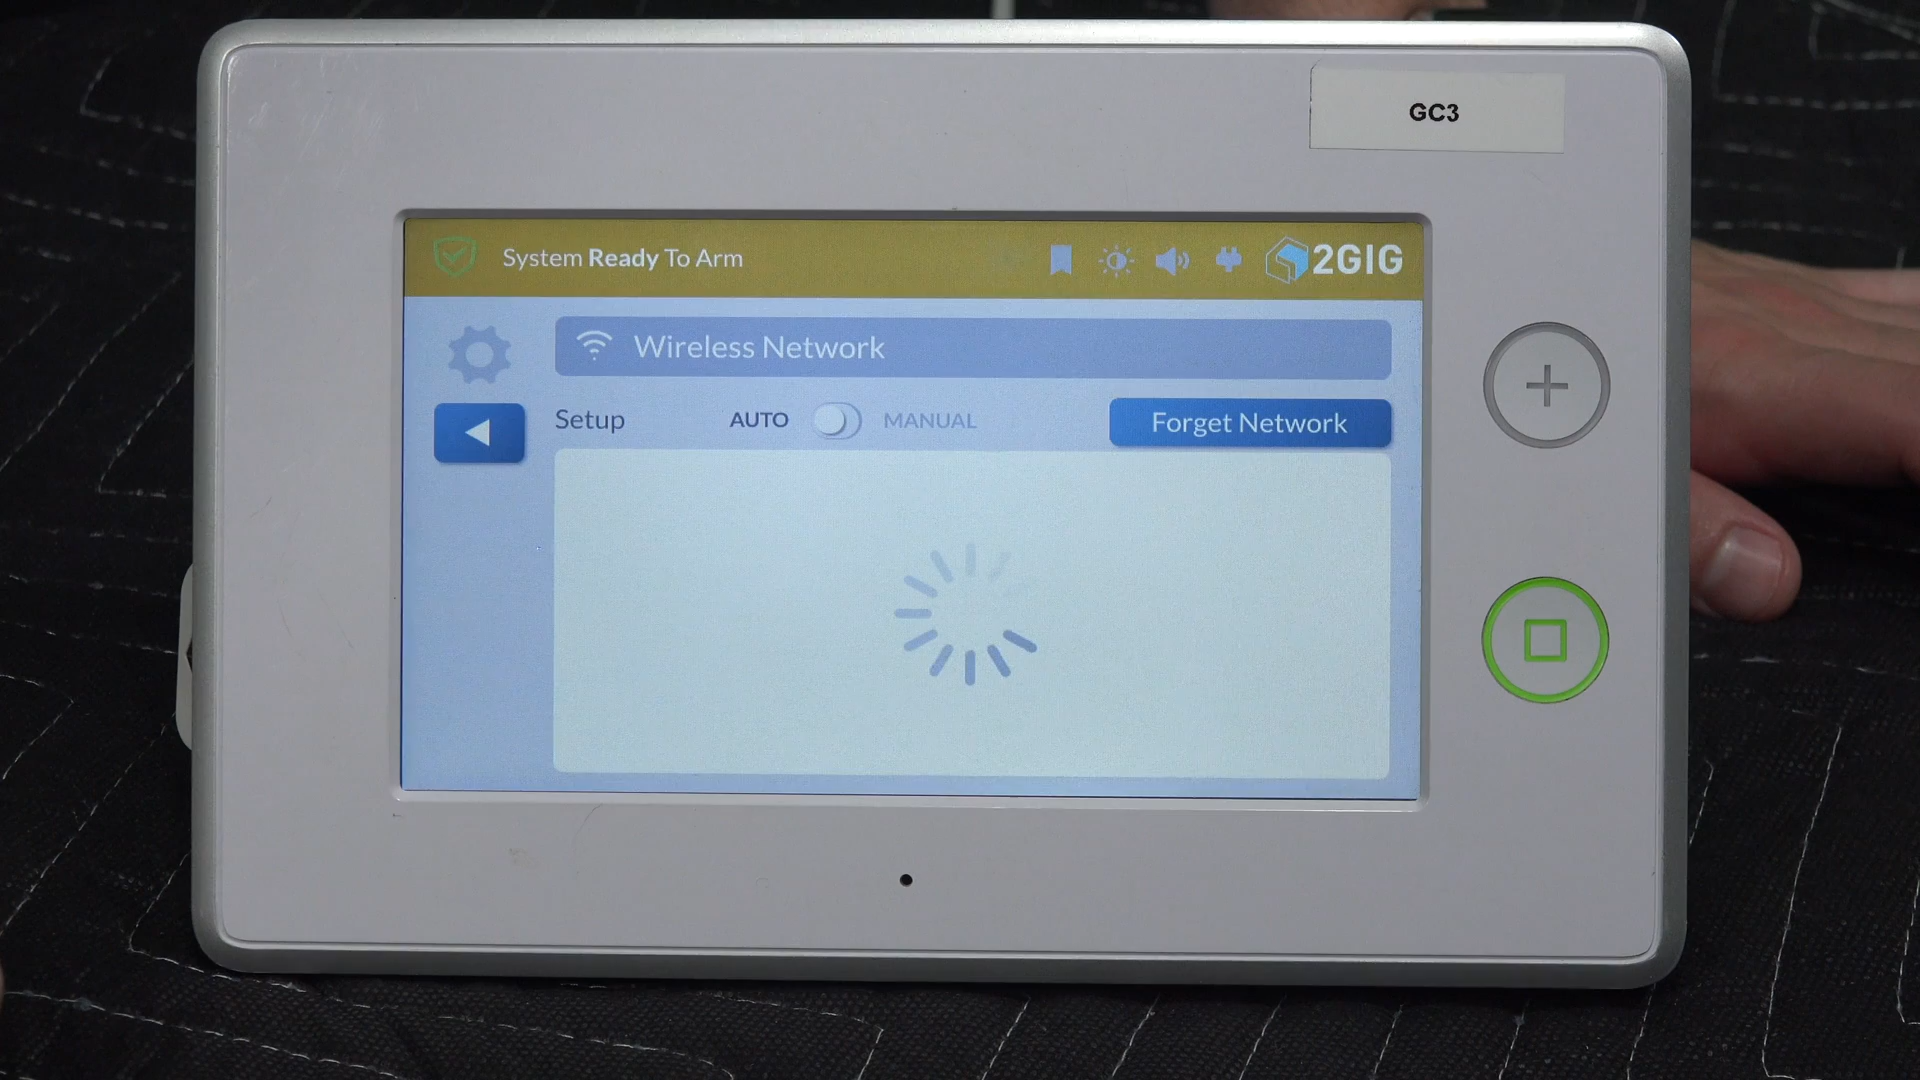 GC3
System Ready To Arm
2GIG
Wireless Network
Setup AUTO MANUAL Forget Network